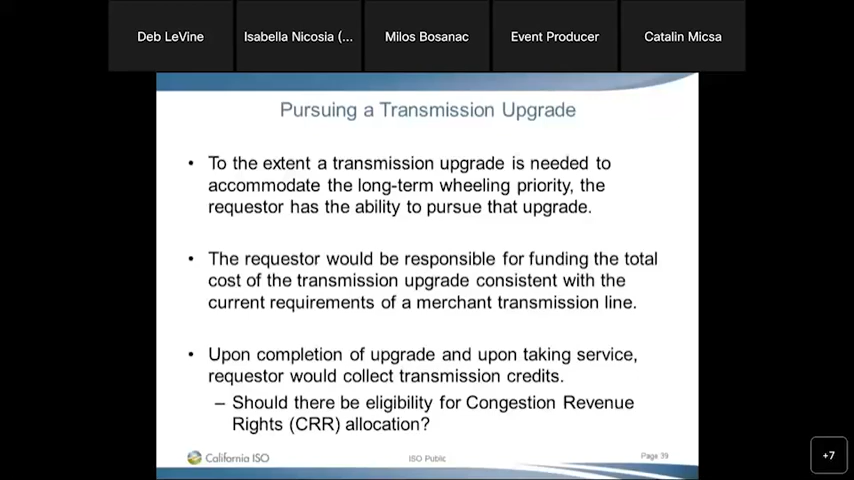 Deb LeVine
Isabella Nicosia (...
Milos Bosanac
Event Producer
Catalin Micsa
Pursuing a Transmission Upgrade
• To the extent a transmission upgrade is needed to
accommodate the long-term wheeling priority, the
requestor has the ability to pursue that upgrade.
• The requestor would be responsible for funding the total
cost of the transmission upgrade consistent with the
current requirements of a merchant transmission line.
• Upon completion of upgrade and upon taking service,
requestor would collect transmission credits.
– Should there be eligibility for Congestion Revenue
Rights (CRR) allocation?
California ISO
ISO Public
Page 39
+7